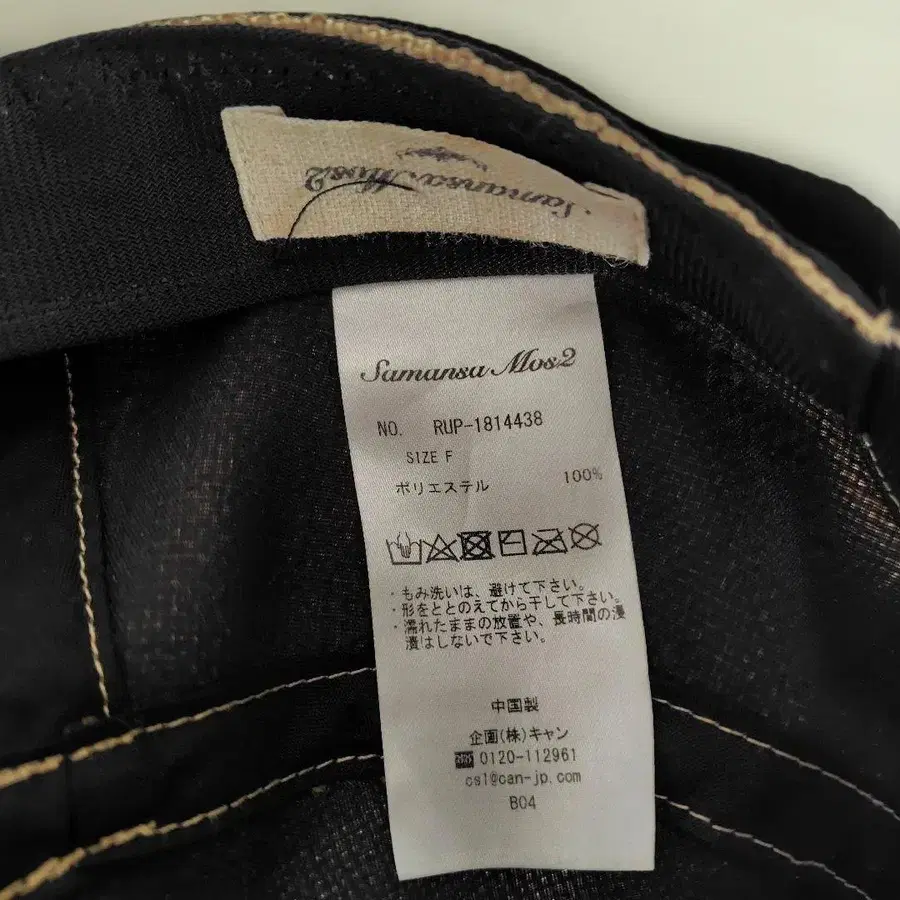 Samansa Mos2
Samansa Mos2
NO. RUP-1814438
SIZE F
ポリエステル 100%
・もみ洗いは、避けて下さい。
・形をととのえてから干して下さい。
・濡れたままの放置や、長時間の浸
漬はしないで下さい。
中国製
企画(株)キャン
0120-112961
csl@can-jp.com
B04